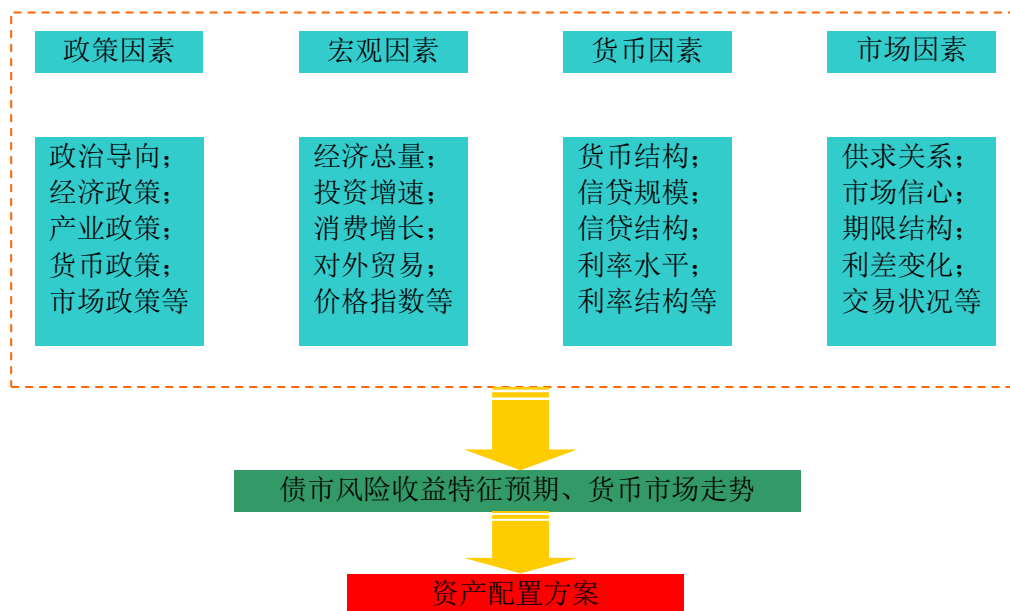 政策因素
宏观因素
货币因素
市场因素
政治导向;
经济政策;
产业政策;
货币政策;
市场政策等
经济总量;
投资增速;
消费增长;
对外贸易;
价格指数等
货币结构;
信贷规模;
信贷结构;
利率水平;
利率结构等
供求关系;
市场信心;
期限结构;
利差变化;
交易状况等
债市风险收益特征预期、货币市场走势
资产配置方案